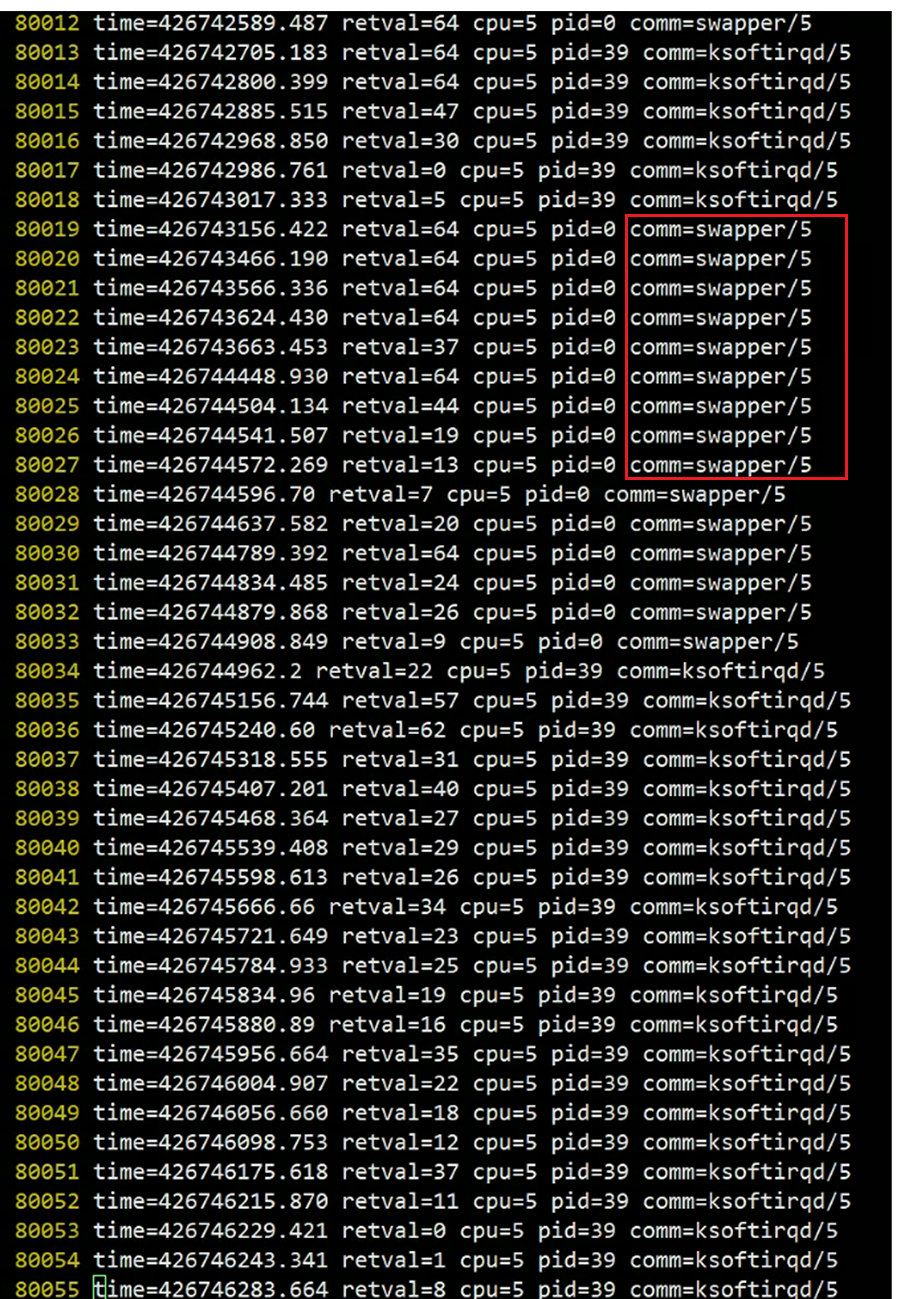 80012 time=426742589.487 retval=64 cpu=5 pid=0 comm=swapper/5
80013 time=426742705.183 retval=64 cpu=5 pid=39 comm=ksoftirqd/5
80014 time=426742800.399 retval=64 cpu=5 pid=39 comm=ksoftirqd/5
80015 time=426742885.515 retval=47 cpu=5 pid=39 comm=ksoftirqd/5
80016 time=426742968.850 retval=30 cpu=5 pid=39 comm=ksoftirqd/5
80017 time=426742986.761 retval=0 cpu=5 pid=39 comm=ksoftirqd/5
80018 time=426743017.333 retval=5 cpu=5 pid=39 comm=ksoftirqd/5
80019 time=426743156.422 retval=64 cpu=5 pid=0 comm=swapper/5
80020 time=426743466.190 retval=64 cpu=5 pid=0 comm=swapper/5
80021 time=426743566.336 retval=64 cpu=5 pid=0 comm=swapper/5
80022 time=426743624.430 retval=64 cpu=5 pid=0 comm=swapper/5
80023 time=426743663.453 retval=37 cpu=5 pid=0 comm=swapper/5
80024 time=426744448.930 retval=64 cpu=5 pid=0 comm=swapper/5
80025 time=426744504.134 retval=44 cpu=5 pid=0 comm=swapper/5
80026 time=426744541.507 retval=19 cpu=5 pid=0 comm=swapper/5
80027 time=426744572.269 retval=13 cpu=5 pid=0 comm=swapper/5
80028 time=426744596.70 retval=7 cpu=5 pid=0 comm=swapper/5
80029 time=426744637.582 retval=20 cpu=5 pid=0 comm=swapper/5
80030 time=426744789.392 retval=64 cpu=5 pid=0 comm=swapper/5
80031 time=426744834.485 retval=24 cpu=5 pid=0 comm=swapper/5
80032 time=426744879.868 retval=26 cpu=5 pid=0 comm=swapper/5
80033 time=426744908.849 retval=9 cpu=5 pid=0 comm=swapper/5
80034 time=426744962.2 retval=22 cpu=5 pid=39 comm=ksoftirqd/5
80035 time=426745156.744 retval=57 cpu=5 pid=39 comm=ksoftirqd/5
80036 time=426745240.60 retval=62 cpu=5 pid=39 comm=ksoftirqd/5
80037 time=426745318.555 retval=31 cpu=5 pid=39 comm=ksoftirqd/5
80038 time=426745407.201 retval=40 cpu=5 pid=39 comm=ksoftirqd/5
80039 time=426745468.364 retval=27 cpu=5 pid=39 comm=ksoftirqd/5
80040 time=426745539.408 retval=29 cpu=5 pid=39 comm=ksoftirqd/5
80041 time=426745598.613 retval=26 cpu=5 pid=39 comm=ksoftirqd/5
80042 time=426745666.66 retval=34 cpu=5 pid=39 comm=ksoftirqd/5
80043 time=426745721.649 retval=23 cpu=5 pid=39 comm=ksoftirqd/5
80044 time=426745784.933 retval=25 cpu=5 pid=39 comm=ksoftirqd/5
80045 time=426745834.96 retval=19 cpu=5 pid=39 comm=ksoftirqd/5
80046 time=426745880.89 retval=16 cpu=5 pid=39 comm=ksoftirqd/5
80047 time=426745956.664 retval=35 cpu=5 pid=39 comm=ksoftirqd/5
80048 time=426746004.907 retval=22 cpu=5 pid=39 comm=ksoftirqd/5
80049 time=426746056.660 retval=18 cpu=5 pid=39 comm=ksoftirqd/5
80050 time=426746098.753 retval=12 cpu=5 pid=39 comm=ksoftirqd/5
80051 time=426746175.618 retval=37 cpu=5 pid=39 comm=ksoftirqd/5
80052 time=426746215.870 retval=11 cpu=5 pid=39 comm=ksoftirqd/5
80053 time=426746229.421 retval=0 cpu=5 pid=39 comm=ksoftirqd/5
80054 time=426746243.341 retval=1 cpu=5 pid=39 comm=ksoftirqd/5
80055 time=426746283.664 retval=8 cpu=5 pid=39 comm=ksoftirqd/5